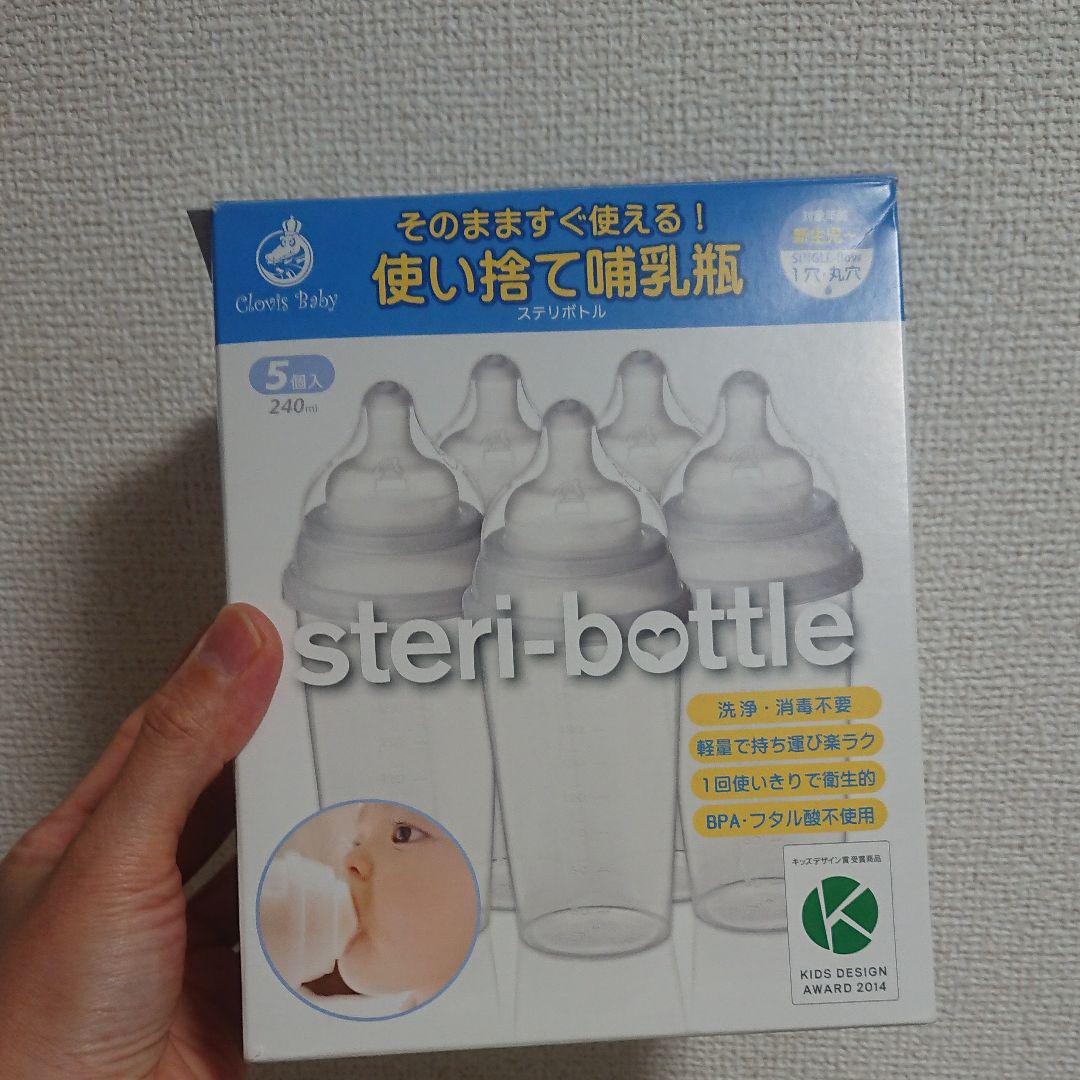 そのまますぐ使える!
使い捨て哺乳瓶
ステリボトル
Clovis Baby
対象年齢
新生児~
SINGLE-flow
1穴・丸穴
5個入
240ml
steri-bottle
洗浄・消毒不要
軽量で持ち運び楽ラク
1回使いきりで衛生的
BPA・フタル酸不使用
キッズデザイン賞受賞商品
KIDS DESIGN
AWARD 2014